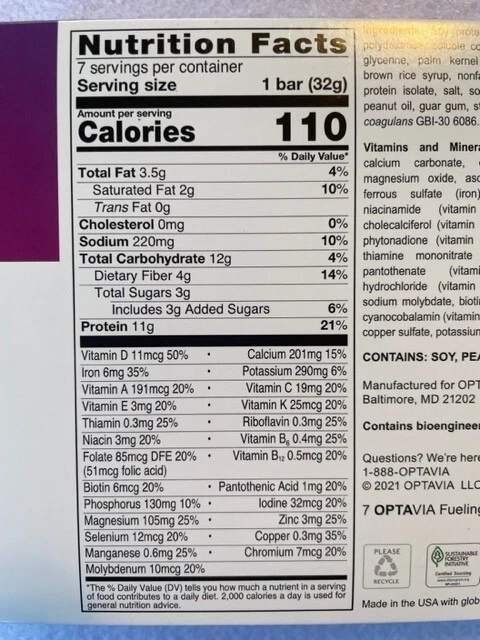 Nutrition Facts
7 servings per container
Serving size 1 bar (32g)
Amount per serving
Calories 110
% Daily Value*
Total Fat 3.5g 4%
Saturated Fat 2g 10%
Trans Fat 0g
Cholesterol 0mg 0%
Sodium 220mg 10%
Total Carbohydrate 12g 4%
Dietary Fiber 4g 14%
Total Sugars 3g
Includes 3g Added Sugars 6%
Protein 11g 21%
Vitamin D 11mcg 50% • Calcium 201mg 15%
Iron 6mg 35% • Potassium 290mg 6%
Vitamin A 191mcg 20% • Vitamin C 19mg 20%
Vitamin E 3mg 20% • Vitamin K 25mcg 20%
Thiamin 0.3mg 25% • Riboflavin 0.3mg 25%
Niacin 3mg 20% • Vitamin B₆ 0.4mg 25%
Folate 85mcg DFE 20% • Vitamin B₁₂ 0.5mcg 20%
(51mcg folic acid)
Biotin 6mcg 20% • Pantothenic Acid 1mg 20%
Phosphorus 130mg 10% • Iodine 32mcg 20%
Magnesium 105mg 25% • Zinc 3mg 25%
Selenium 12mcg 20% • Copper 0.3mg 35%
Manganese 0.6mg 25% • Chromium 7mcg 20%
Molybdenum 10mcg 20%
*The % Daily Value (DV) tells you how much a nutrient in a serving
of food contributes to a daily diet. 2,000 calories a day is used for
general nutrition advice.
glycerine, palm kernel
brown rice syrup, nonfa
protein isolate, salt, so
peanut oil, guar gum, s
coagulans GBI-30 6086.
Vitamins and Minera
calcium carbonate,
magnesium oxide, asc
ferrous sulfate (iron)
niacinamide (vitamin
cholecalciferol (vitamin
phytonadione (vitamin
thiamine mononitrate
pantothenate (vitami
hydrochloride (vitamin
sodium molybdate, bioti
cyanocobalamin (vitamin
copper sulfate, potassiun
CONTAINS: SOY, PEA
Manufactured for OPT
Baltimore, MD 21202
Contains bioengineer
Questions? We're here
1-888-OPTAVIA
© 2021 OPTAVIA LLC
7 OPTAVIA Fueling
PLEASE
RECYCLE
SUSTAINABLE
FORESTRY
INITIATIVE
Certified Sourcing
Made in the USA with glob